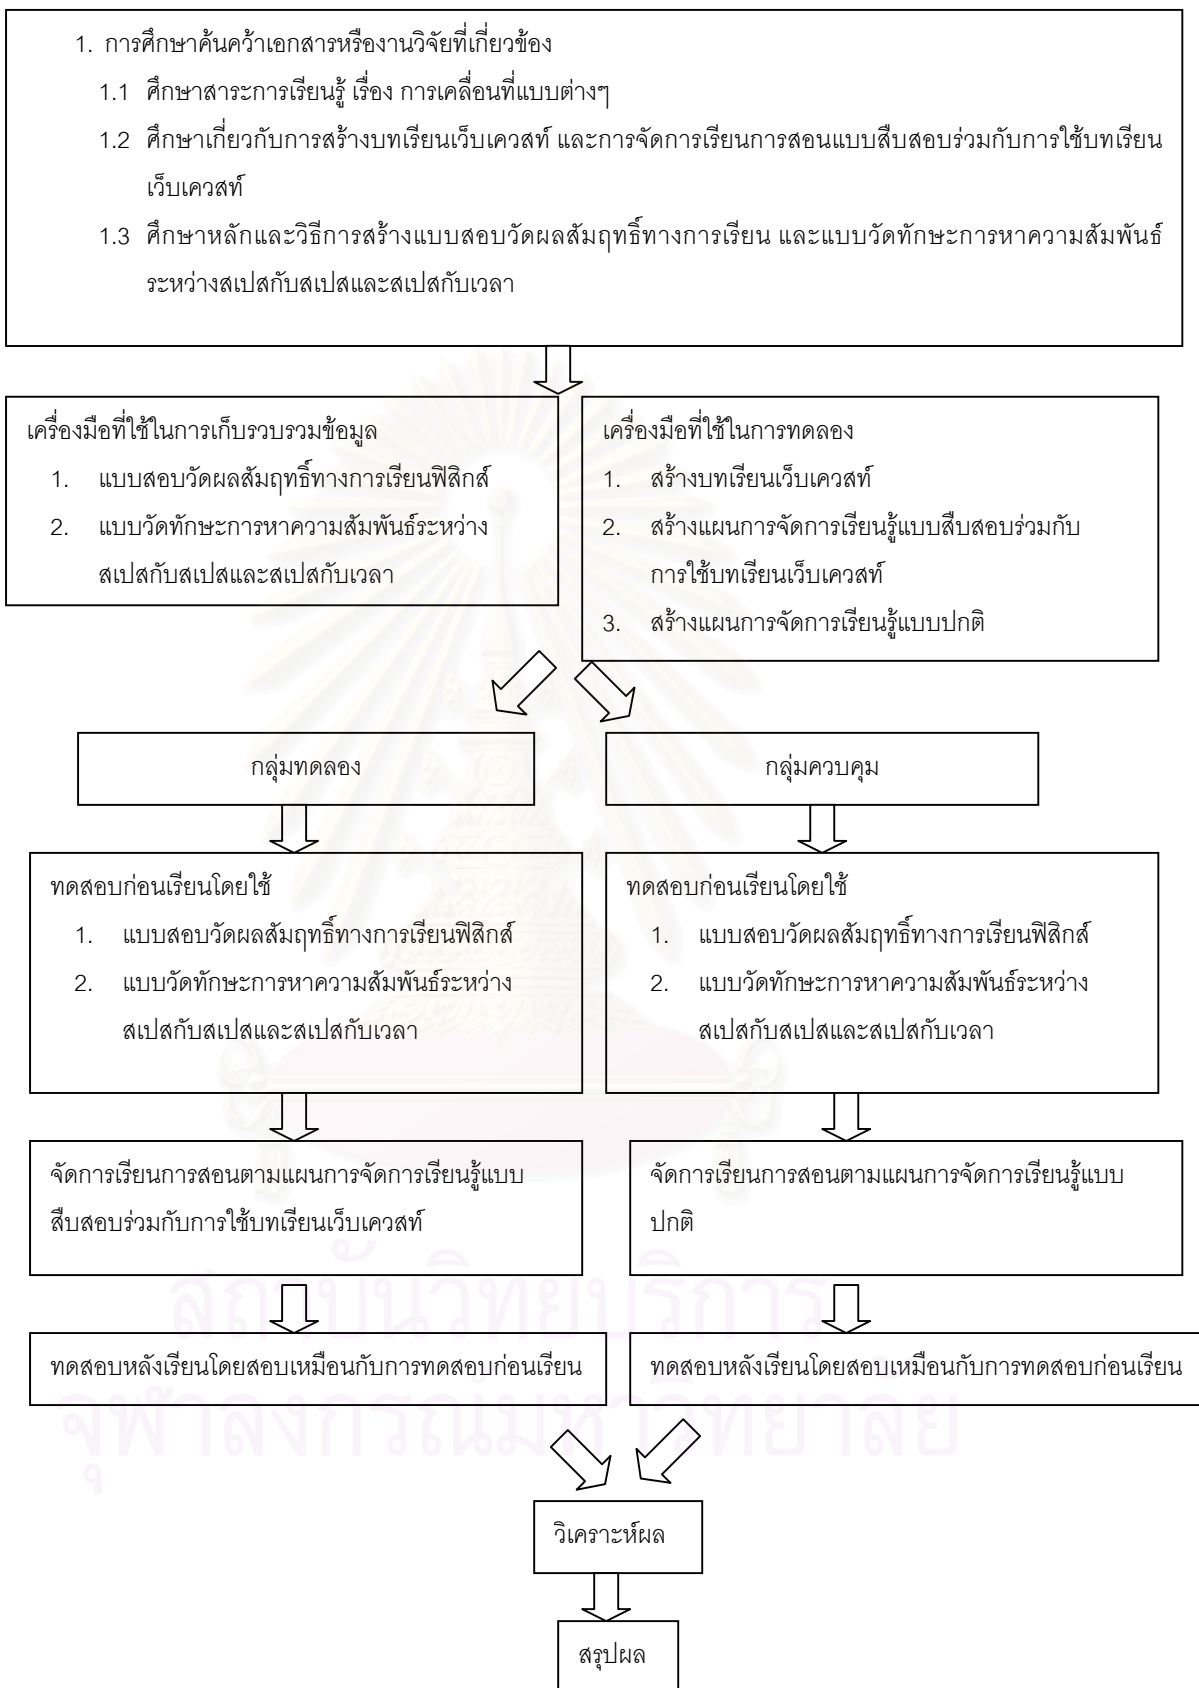 1. การศึกษาค้นคว้าเอกสารหรืองานวิจัยที่เกี่ยวข้อง
1.1 ศึกษาสาระการเรียนรู้ เรื่อง การเคลื่อนที่แบบต่างๆ
1.2 ศึกษาเกี่ยวกับการสร้างบทเรียนเว็บเควสท์ และการจัดการเรียนการสอนแบบสืบสอบร่วมกับการใช้บทเรียน
เว็บเควสท์
1.3 ศึกษาหลักและวิธีการสร้างแบบสอบวัดผลสัมฤทธิ์ทางการเรียน และแบบวัดทักษะการหาความสัมพันธ์
ระหว่างสเปสกับสเปสและสเปสกับเวลา
เครื่องมือที่ใช้ในการเก็บรวบรวมข้อมูล
1. แบบสอบวัดผลสัมฤทธิ์ทางการเรียนฟิสิกส์
2. แบบวัดทักษะการหาความสัมพันธ์ระหว่าง
สเปสกับสเปสและสเปสกับเวลา
เครื่องมือที่ใช้ในการทดลอง
1. สร้างบทเรียนเว็บเควสท์
2. สร้างแผนการจัดการเรียนรู้แบบสืบสอบร่วมกับ
การใช้บทเรียนเว็บเควสท์
3. สร้างแผนการจัดการเรียนรู้แบบปกติ
กลุ่มทดลอง
กลุ่มควบคุม
ทดสอบก่อนเรียนโดยใช้
1. แบบสอบวัดผลสัมฤทธิ์ทางการเรียนฟิสิกส์
2. แบบวัดทักษะการหาความสัมพันธ์ระหว่าง
สเปสกับสเปสและสเปสกับเวลา
ทดสอบก่อนเรียนโดยใช้
1. แบบสอบวัดผลสัมฤทธิ์ทางการเรียนฟิสิกส์
2. แบบวัดทักษะการหาความสัมพันธ์ระหว่าง
สเปสกับสเปสและสเปสกับเวลา
จัดการเรียนการสอนตามแผนการจัดการเรียนรู้แบบ
สืบสอบร่วมกับการใช้บทเรียนเว็บเควสท์
จัดการเรียนการสอนตามแผนการจัดการเรียนรู้แบบ
ปกติ
สถาบันวิทยบริการ
ทดสอบหลังเรียนโดยสอบเหมือนกับการทดสอบก่อนเรียน
ทดสอบหลังเรียนโดยสอบเหมือนกับการทดสอบก่อนเรียน
จุฬาลงกรณ์มหาวิทยาลัย
วิเคราะห์ผล
สรุปผล